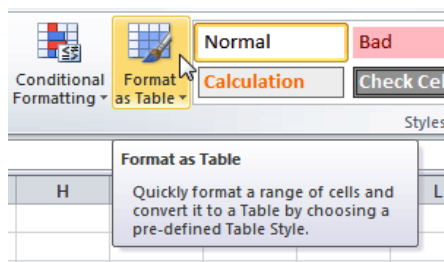 Conditional Formatting
Format as Table
Normal
Bad
Calculation
Check Cel
Styles
Format as Table
H
L
Quickly format a range of cells and
convert it to a Table by choosing a
pre-defined Table Style.